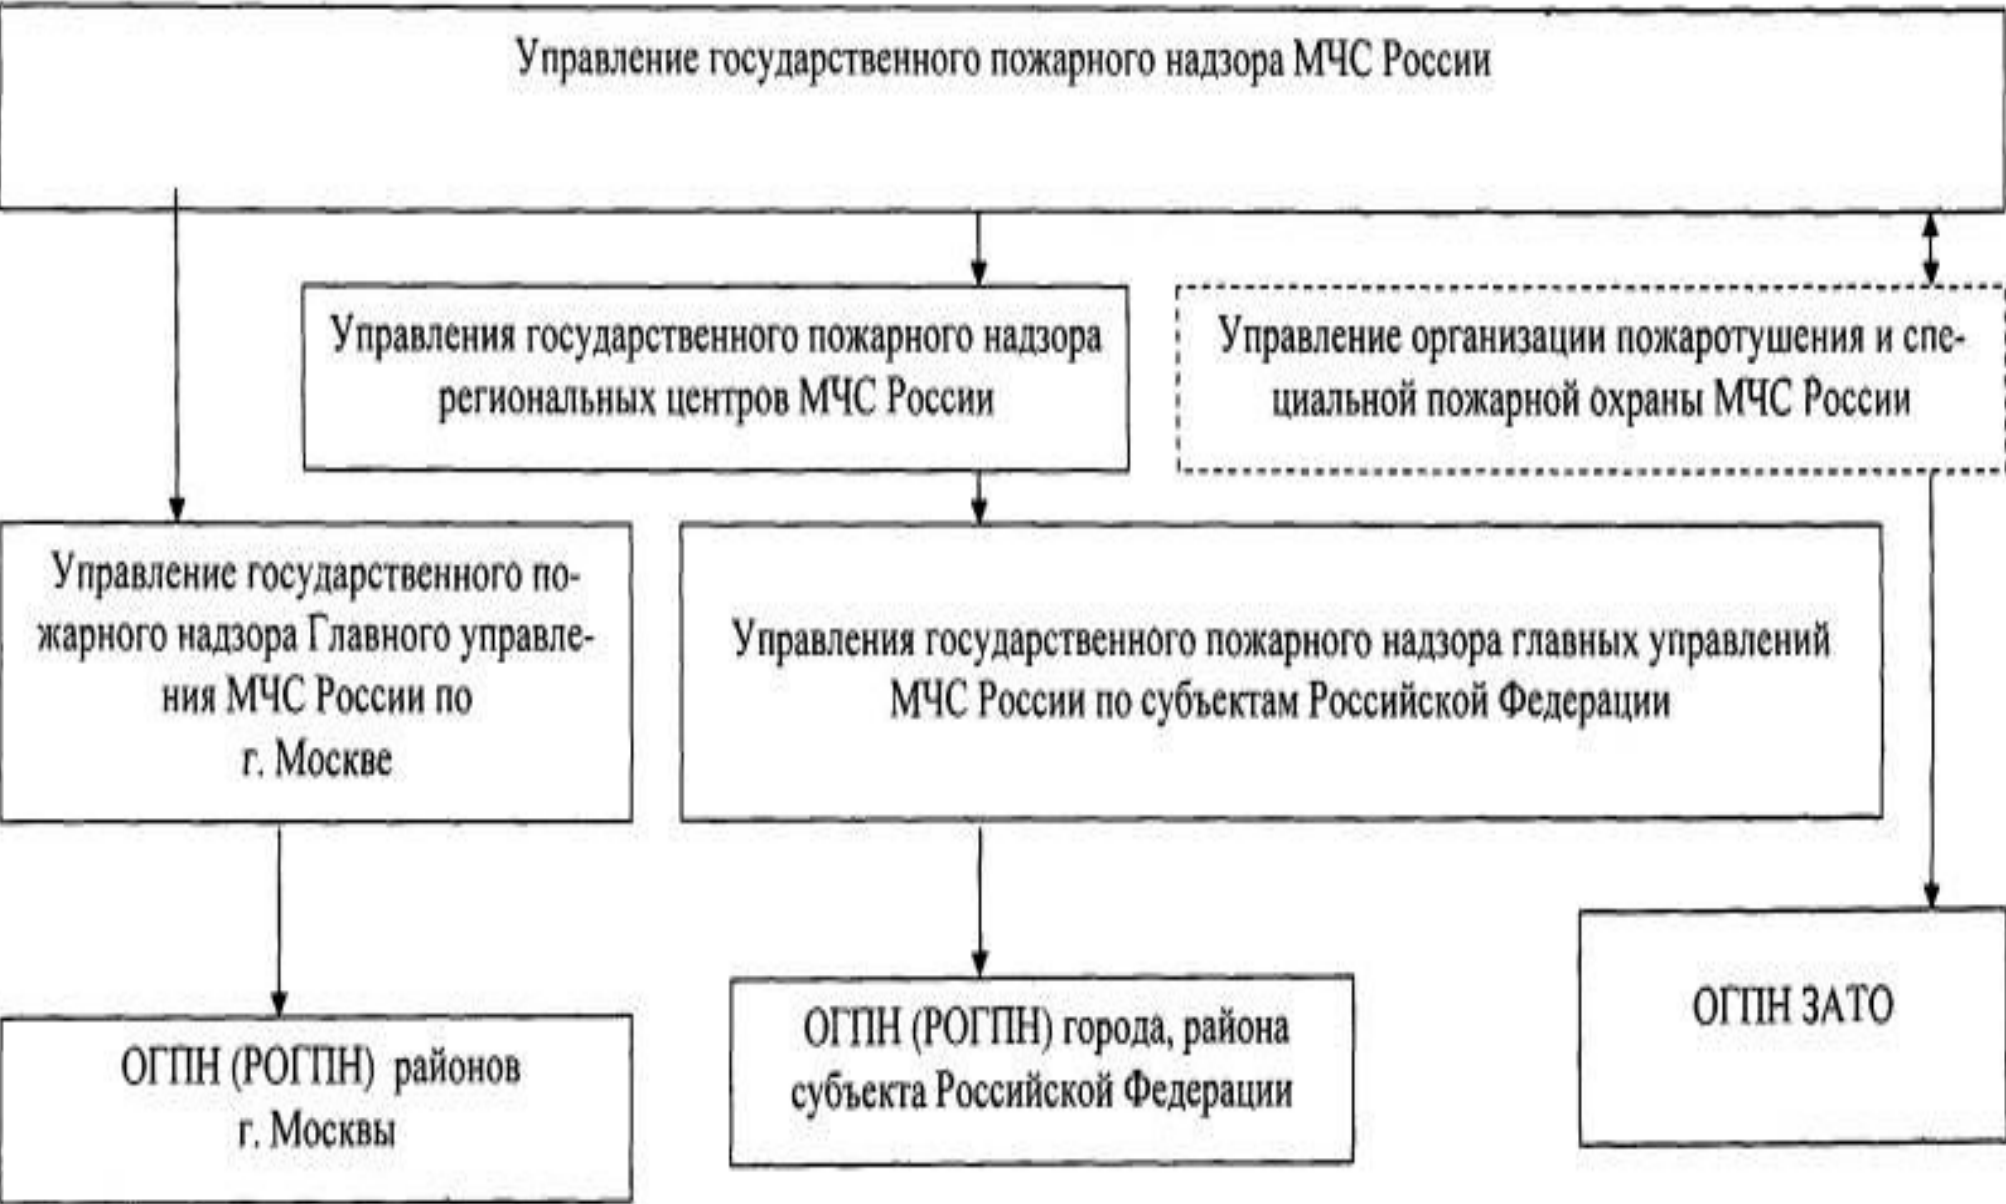 Управление государственного пожарного надзора МЧС России
Управления государственного пожарного надзора
региональных центров МЧС России
Управление организации пожаротушения и спе-
циальной пожарной охраны МЧС России
Управление государственного по-
жарного надзора Главного управле-
ния МЧС России по
г. Москве
Управления государственного пожарного надзора главных управлений
МЧС России по субъектам Российской Федерации
ОГПН (РОГПН) районов
г. Москвы
ОГПН (РОГПН) города, района
субъекта Российской Федерации
ОГПН ЗАТО